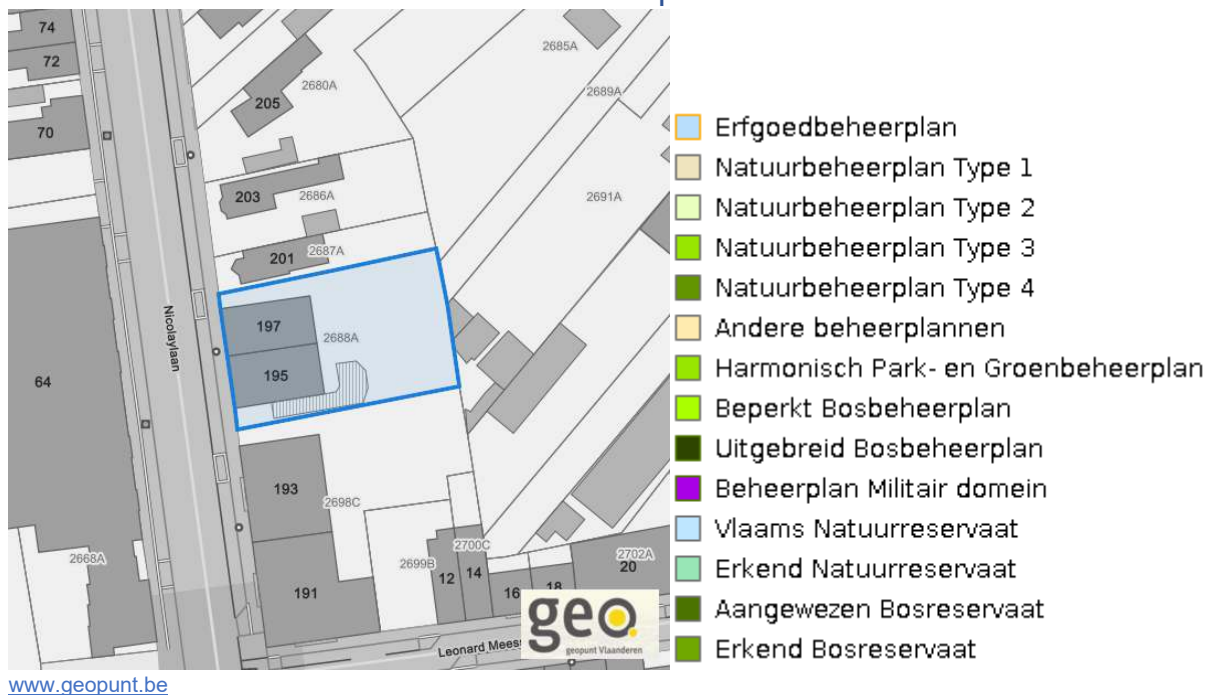 74
72
70
205
2680A
2685A
2689A
203
2686A
2691A
201
2687A
197
2688A
195
Nicolaylaan
64
193
2698C
2668A
191
2699B
2700C
12
14
16
18
2702A
20
Leonard Meess
geo.
geopunt Vlaanderen
Erfgoedbeheerplan
Natuurbeheerplan Type 1
Natuurbeheerplan Type 2
Natuurbeheerplan Type 3
Natuurbeheerplan Type 4
Andere beheerplannen
Harmonisch Park- en Groenbeheerplan
Beperkt Bosbeheerplan
Uitgebreid Bosbeheerplan
Beheerplan Militair domein
Vlaams Natuurreservaat
Erkend Natuurreservaat
Aangewezen Bosreservaat
Erkend Bosreservaat
www.geopunt.be